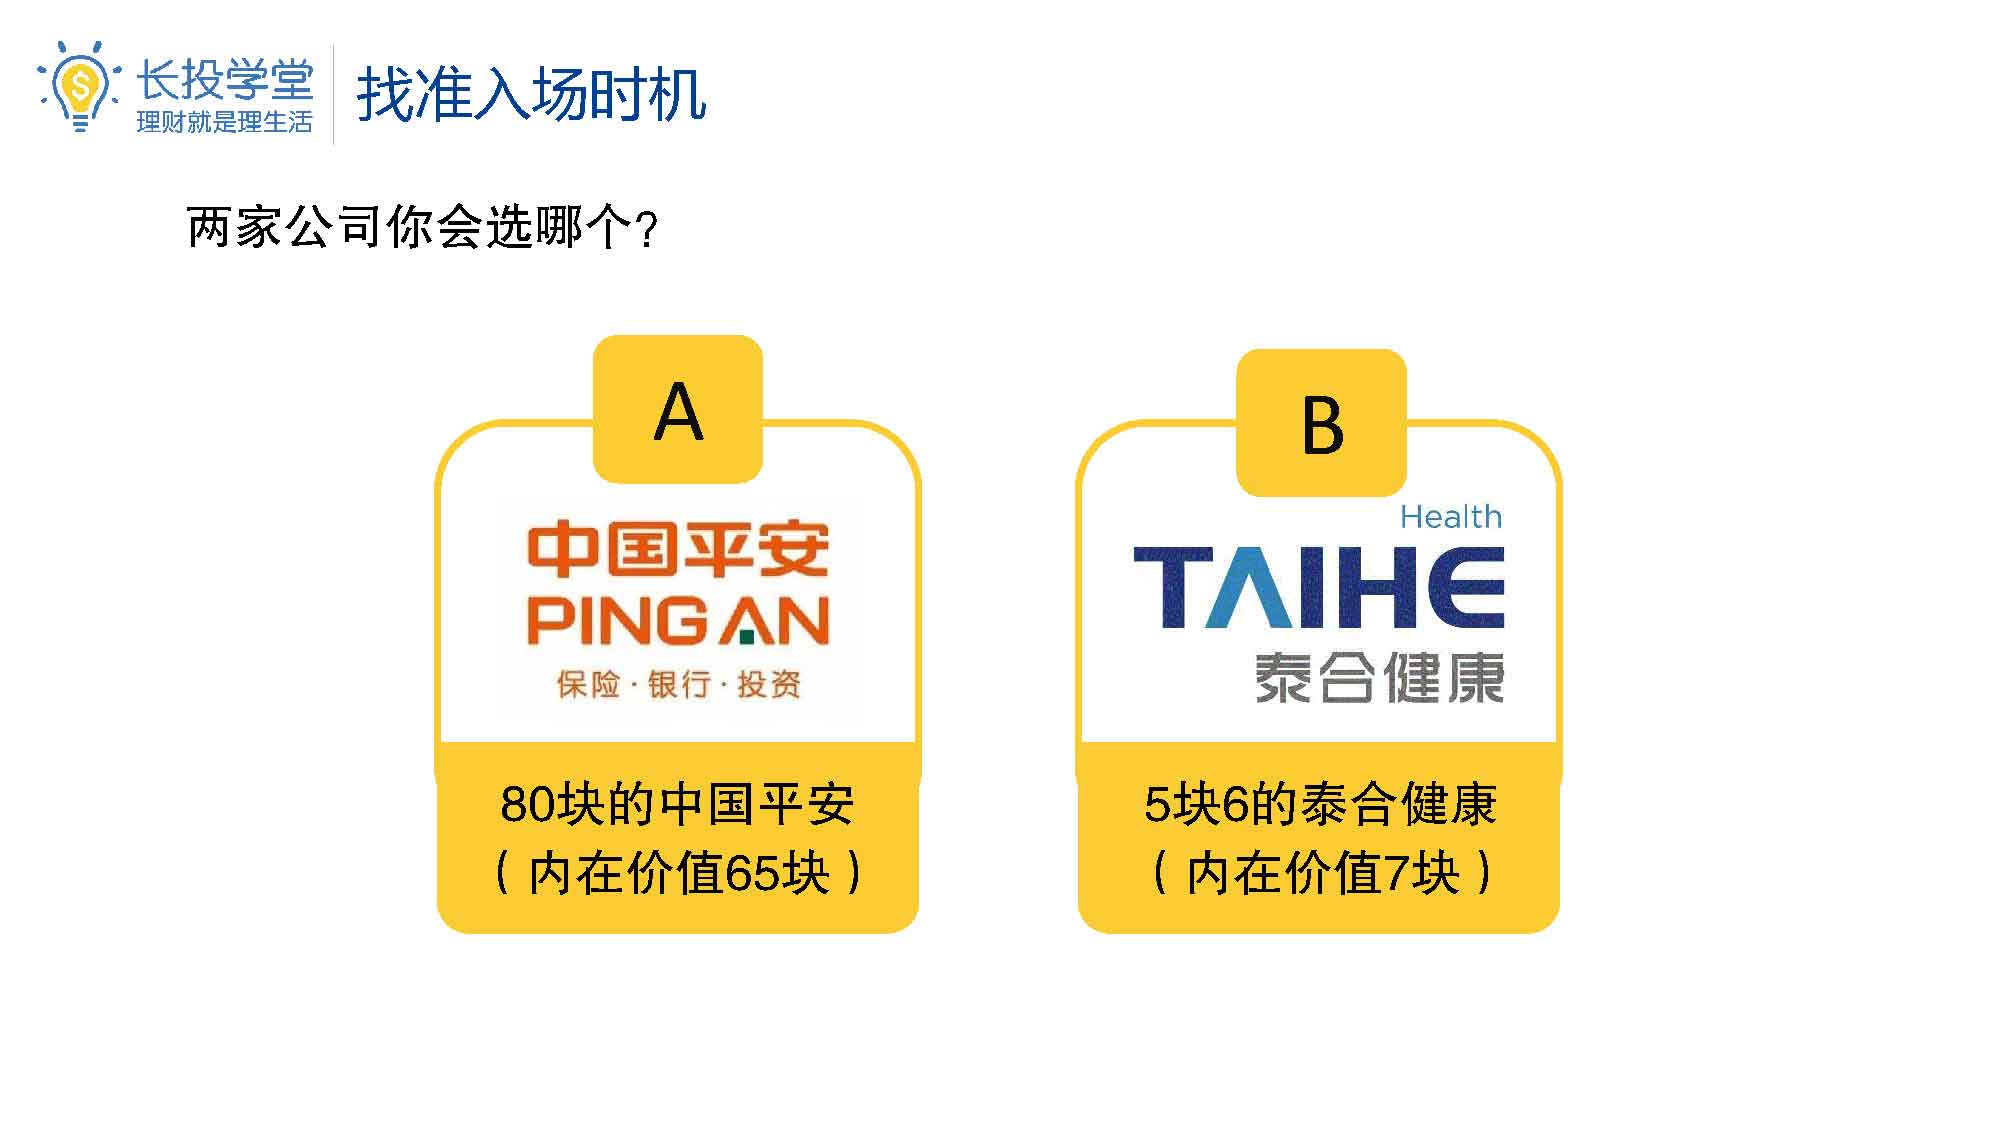 长投学堂
理财就是理生活
找准入场时机
两家公司你会选哪个?
A
中国平安
PING AN
保险·银行·投资
80块的中国平安
(内在价值65块)
B
Health
TAIHE
泰合健康
5块6的泰合健康
(内在价值7块)